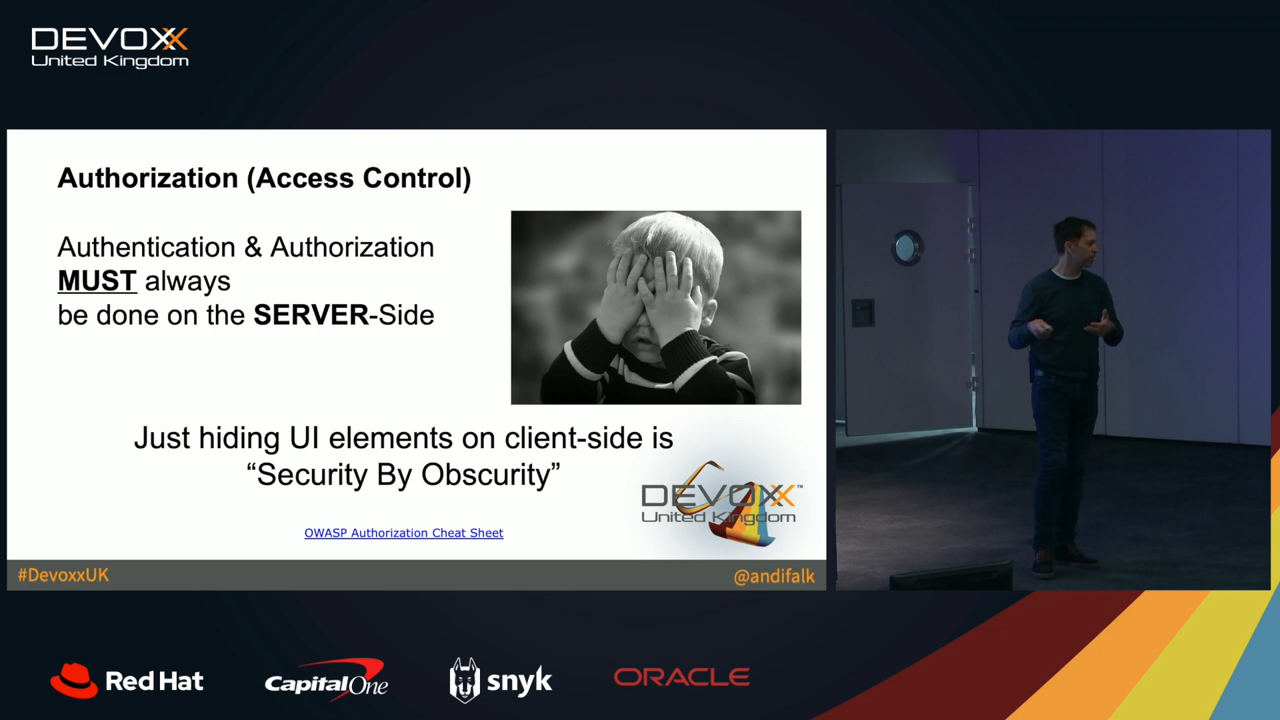 DEVOXX
United Kingdom
Authorization (Access Control)
Authentication & Authorization
MUST always
be done on the SERVER-Side
Just hiding UI elements on client-side is
“Security By Obscurity”
DEVOXX™
United Kingdom
OWASP Authorization Cheat Sheet
#DevoxxUK
@andifalk
Red Hat
Capital One
snyk
ORACLE